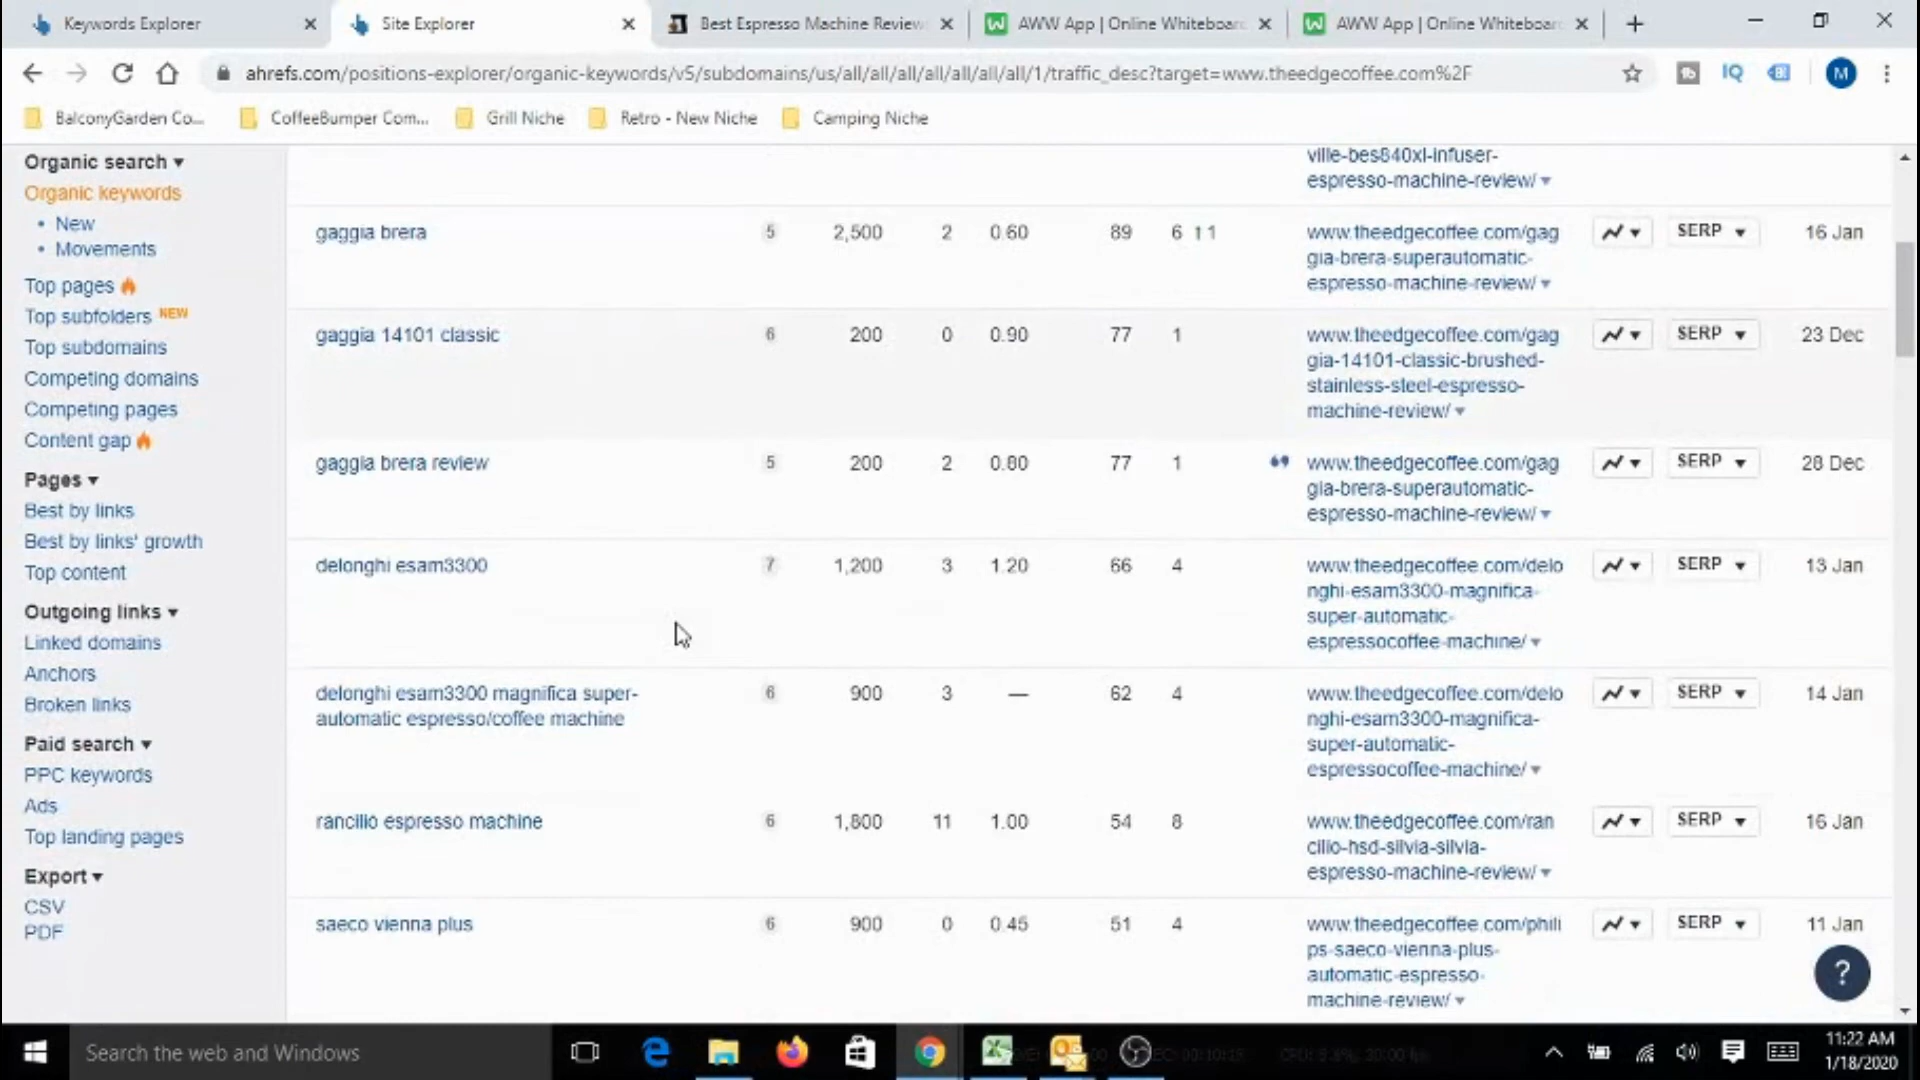 Keywords Explorer
Site Explorer
Best Espresso Machine Review
AWW App | Online Whiteboard
AWW App | Online Whiteboard
ahrefs.com/positions-explorer/organic-keywords/v5/subdomains/us/all/all/all/all/all/all/all/1/traffic_desc?target=www.theedgecoffee.com%2F
M
BalconyGarden Co...
CoffeeBumper Com...
Grill Niche
Retro - New Niche
Camping Niche
Organic search
Organic keywords
• New
• Movements
Top pages
Top subfolders NEW
Top subdomains
Competing domains
Competing pages
Content gap
Pages
Best by links
Best by links' growth
Top content
Outgoing links
Linked domains
Anchors
Broken links
Paid search
PPC keywords
Ads
Top landing pages
Export
CSV
PDF
ville-bes840xl-infuser-
espresso-machine-review/
gaggia brera 5 2,500 2 0.60 89 6 ↑1 www.theedgecoffee.com/gag SERP 16 Jan
gia-brera-superautomatic-
espresso-machine-review/
gaggia 14101 classic 6 200 0 0.90 77 1 www.theedgecoffee.com/gag SERP 23 Dec
gia-14101-classic-brushed-
stainless-steel-espresso-
machine-review/
gaggia brera review 5 200 2 0.80 77 1 www.theedgecoffee.com/gag SERP 28 Dec
gia-brera-superautomatic-
espresso-machine-review/
delonghi esam3300 7 1,200 3 1.20 66 4 www.theedgecoffee.com/delo SERP 13 Jan
nghi-esam3300-magnifica-
super-automatic-
espressocoffee-machine/
delonghi esam3300 magnifica super- 6 900 3 — 62 4 www.theedgecoffee.com/delo SERP 14 Jan
automatic espresso/coffee machine nghi-esam3300-magnifica-
super-automatic-
espressocoffee-machine/
rancilio espresso machine 6 1,800 11 1.00 54 8 www.theedgecoffee.com/ran SERP 16 Jan
cilio-hsd-silvia-silvia-
espresso-machine-review/
saeco vienna plus 6 900 0 0.45 51 4 www.theedgecoffee.com/phili SERP 11 Jan
ps-saeco-vienna-plus-
automatic-espresso-
machine-review/
?
Search the web and Windows
11:22 AM
1/18/2020